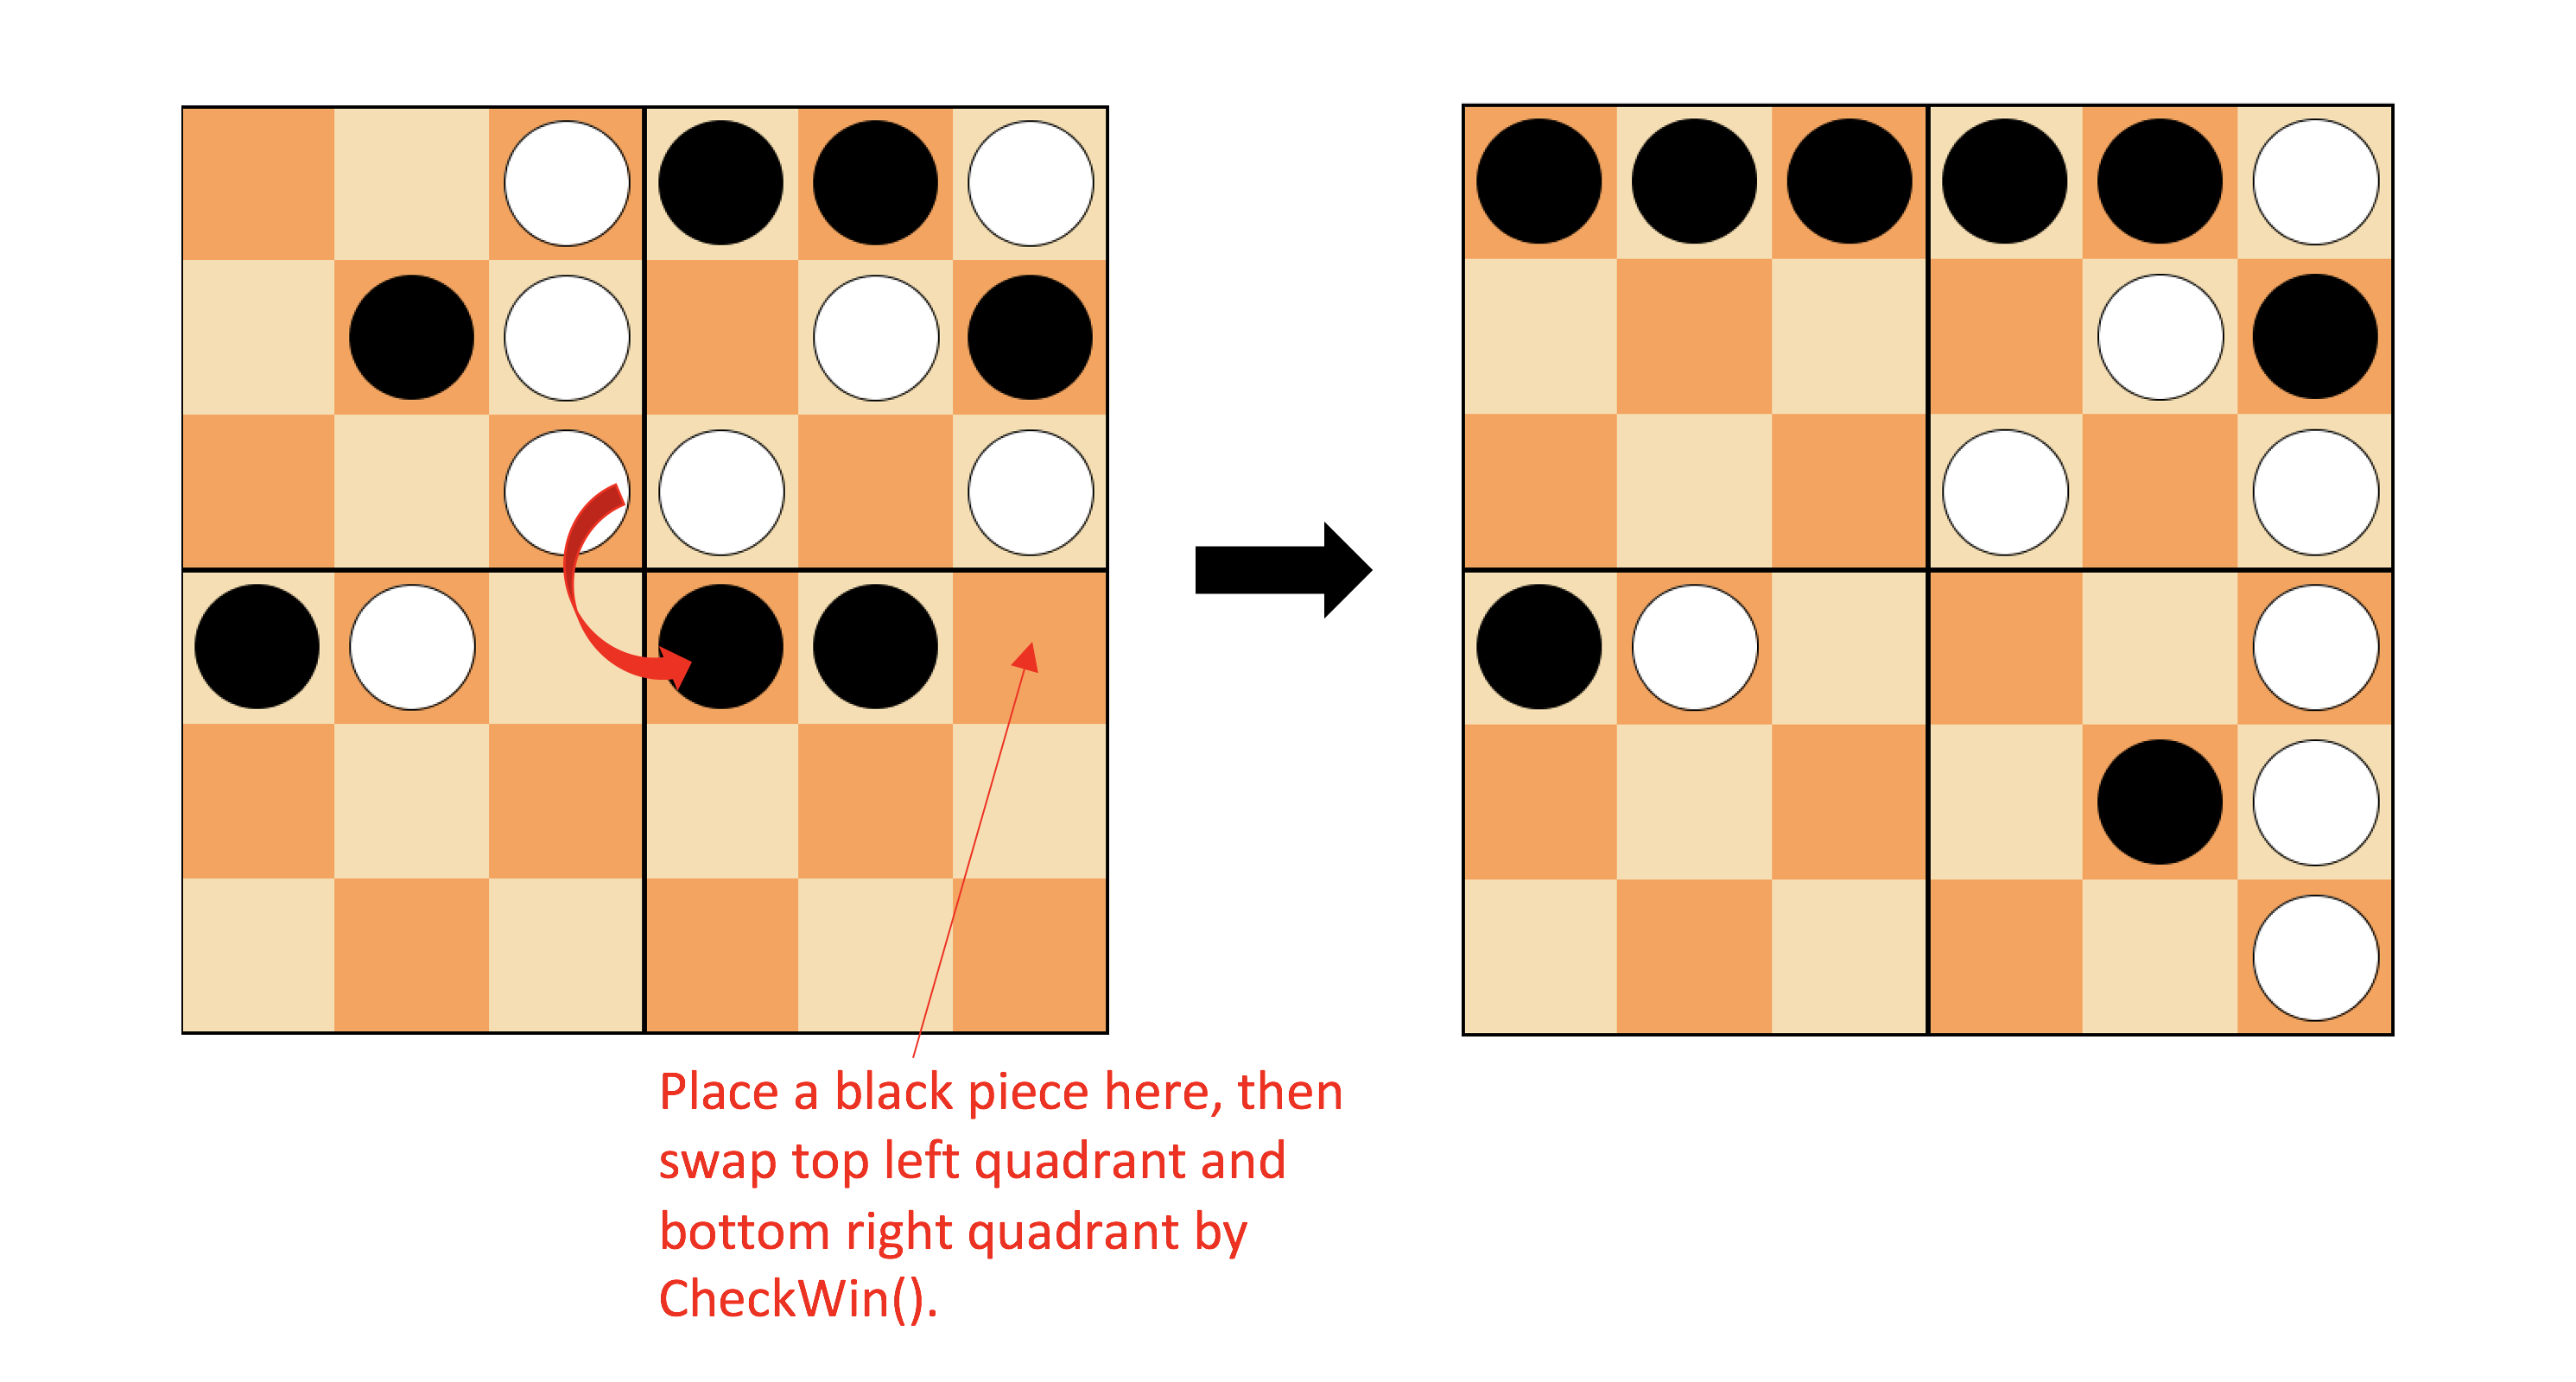 Place a black piece here, then
swap top left quadrant and
bottom right quadrant by
CheckWin().